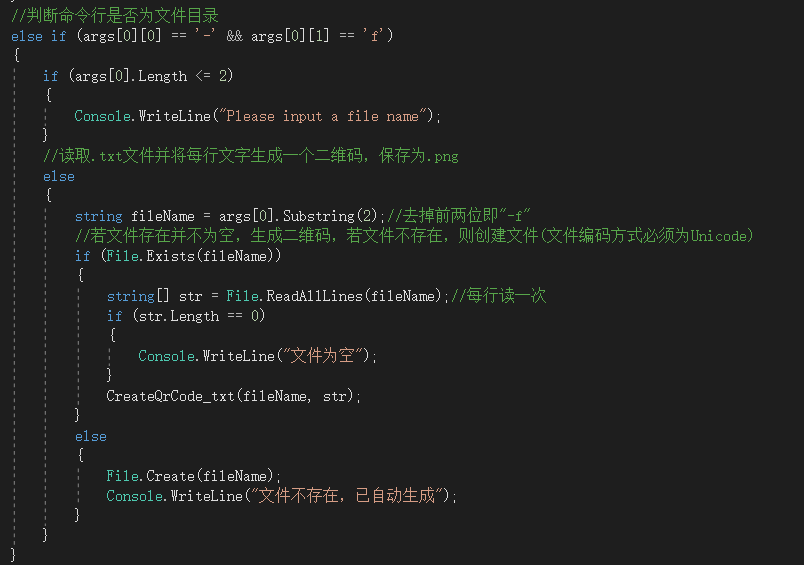 //判断命令行是否为文件目录
else if (args[0][0] == '-' && args[0][1] == 'f')
{
if (args[0].Length <= 2)
{
Console.WriteLine("Please input a file name");
}
//读取.txt文件并将每行文字生成一个二维码，保存为.png
else
{
string fileName = args[0].Substring(2);//去掉前两位即"-f"
//若文件存在并不为空，生成二维码，若文件不存在，则创建文件(文件编码方式必须为Unicode)
if (File.Exists(fileName))
{
string[] str = File.ReadAllLines(fileName);//每行读一次
if (str.Length == 0)
{
Console.WriteLine("文件为空");
}
CreateQrCode_txt(fileName, str);
}
else
{
File.Create(fileName);
Console.WriteLine("文件不存在，已自动生成");
}
}
}